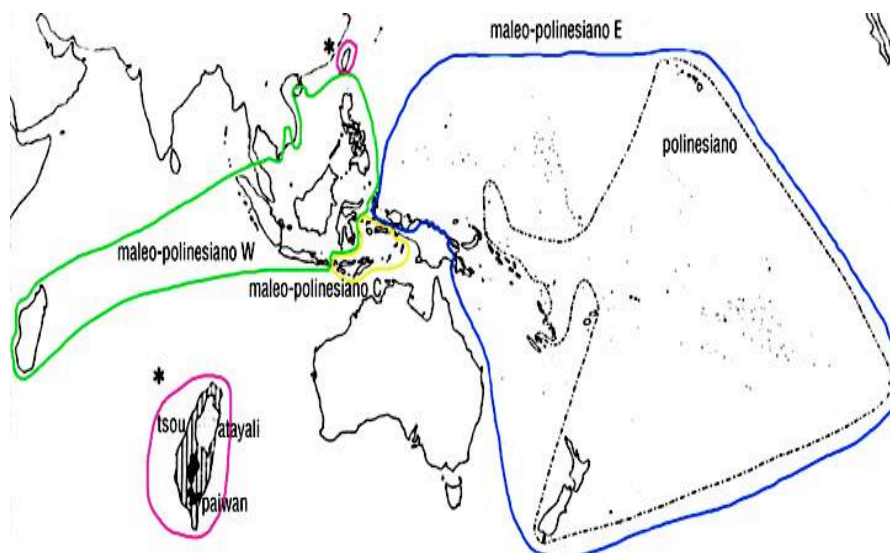 maleo-polinesiano E
*
polinesiano
maleo-polinesiano W
maleo-polinesiano C
*
tsou
atayali
paiwan